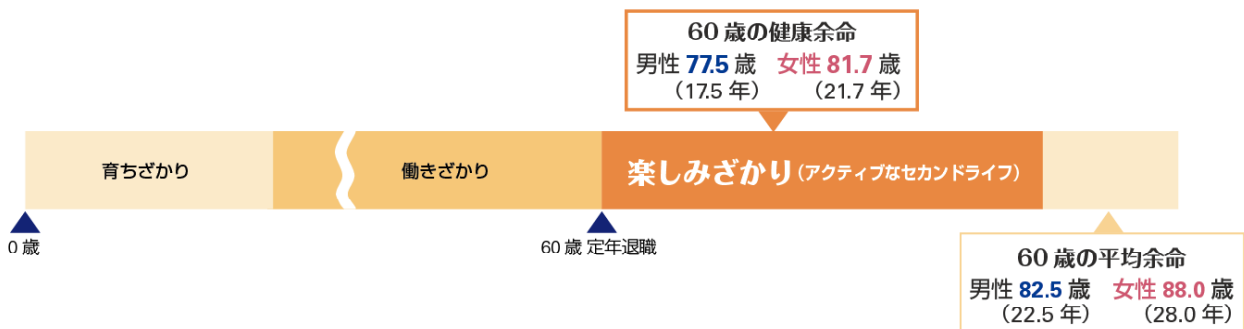 60歳の健康余命
男性 77.5 歳 女性 81.7 歳
（17.5 年） （21.7 年）
育ちざかり
働きざかり
楽しみざかり（アクティブなセカンドライフ）
0 歳
60 歳 定年退職
60歳の平均余命
男性 82.5 歳 女性 88.0 歳
（22.5 年） （28.0 年）